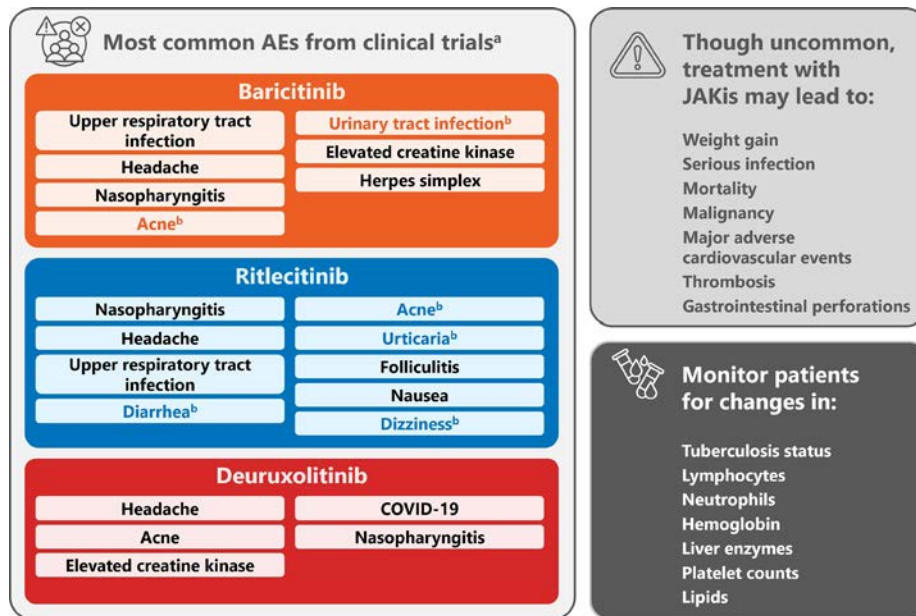 Most common AEs from clinical trialsᵃ
Baricitinib
Upper respiratory tract
infection
Headache
Nasopharyngitis
Acneᵇ
Urinary tract infectionᵇ
Elevated creatine kinase
Herpes simplex
Ritlecitinib
Nasopharyngitis
Headache
Upper respiratory tract
infection
Diarrheaᵇ
Acneᵇ
Urticariaᵇ
Folliculitis
Nausea
Dizzinessᵇ
Deuruxolitinib
Headache
Acne
Elevated creatine kinase
COVID-19
Nasopharyngitis
Though uncommon,
treatment with
JAKis may lead to:
Weight gain
Serious infection
Mortality
Malignancy
Major adverse
cardiovascular events
Thrombosis
Gastrointestinal perforations
Monitor patients
for changes in:
Tuberculosis status
Lymphocytes
Neutrophils
Hemoglobin
Liver enzymes
Platelet counts
Lipids